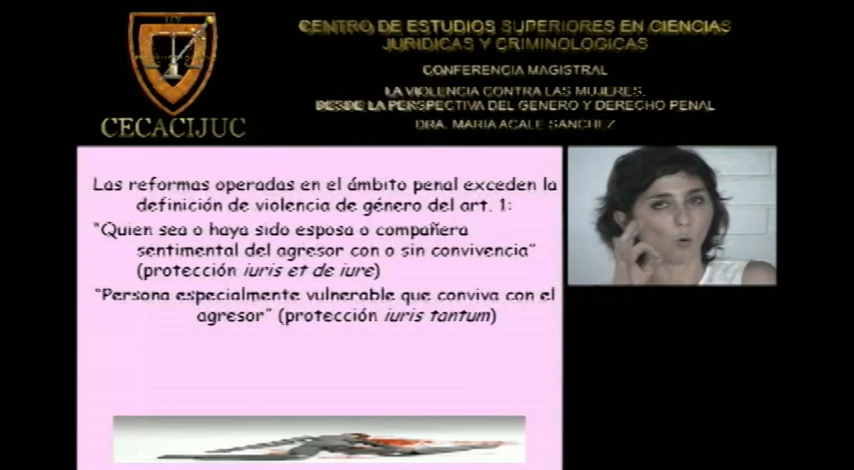 CENTRO DE ESTUDIOS SUPERIORES EN CIENCIAS
JURIDICAS Y CRIMINOLOGICAS
CONFERENCIA MAGISTRAL
LA VIOLENCIA CONTRA LAS MUJERES.
DESDE LA PERSPECTIVA DEL GENERO Y DERECHO PENAL
DRA. MARIA ACALE SANCHEZ
CECACIJUC
Las reformas operadas en el ámbito penal exceden la
definición de violencia de género del art. 1:
“Quien sea o haya sido esposa o compañera
sentimental del agresor con o sin convivencia”
(protección iuris et de iure)
“Persona especialmente vulnerable que conviva con el
agresor” (protección iuris tantum)